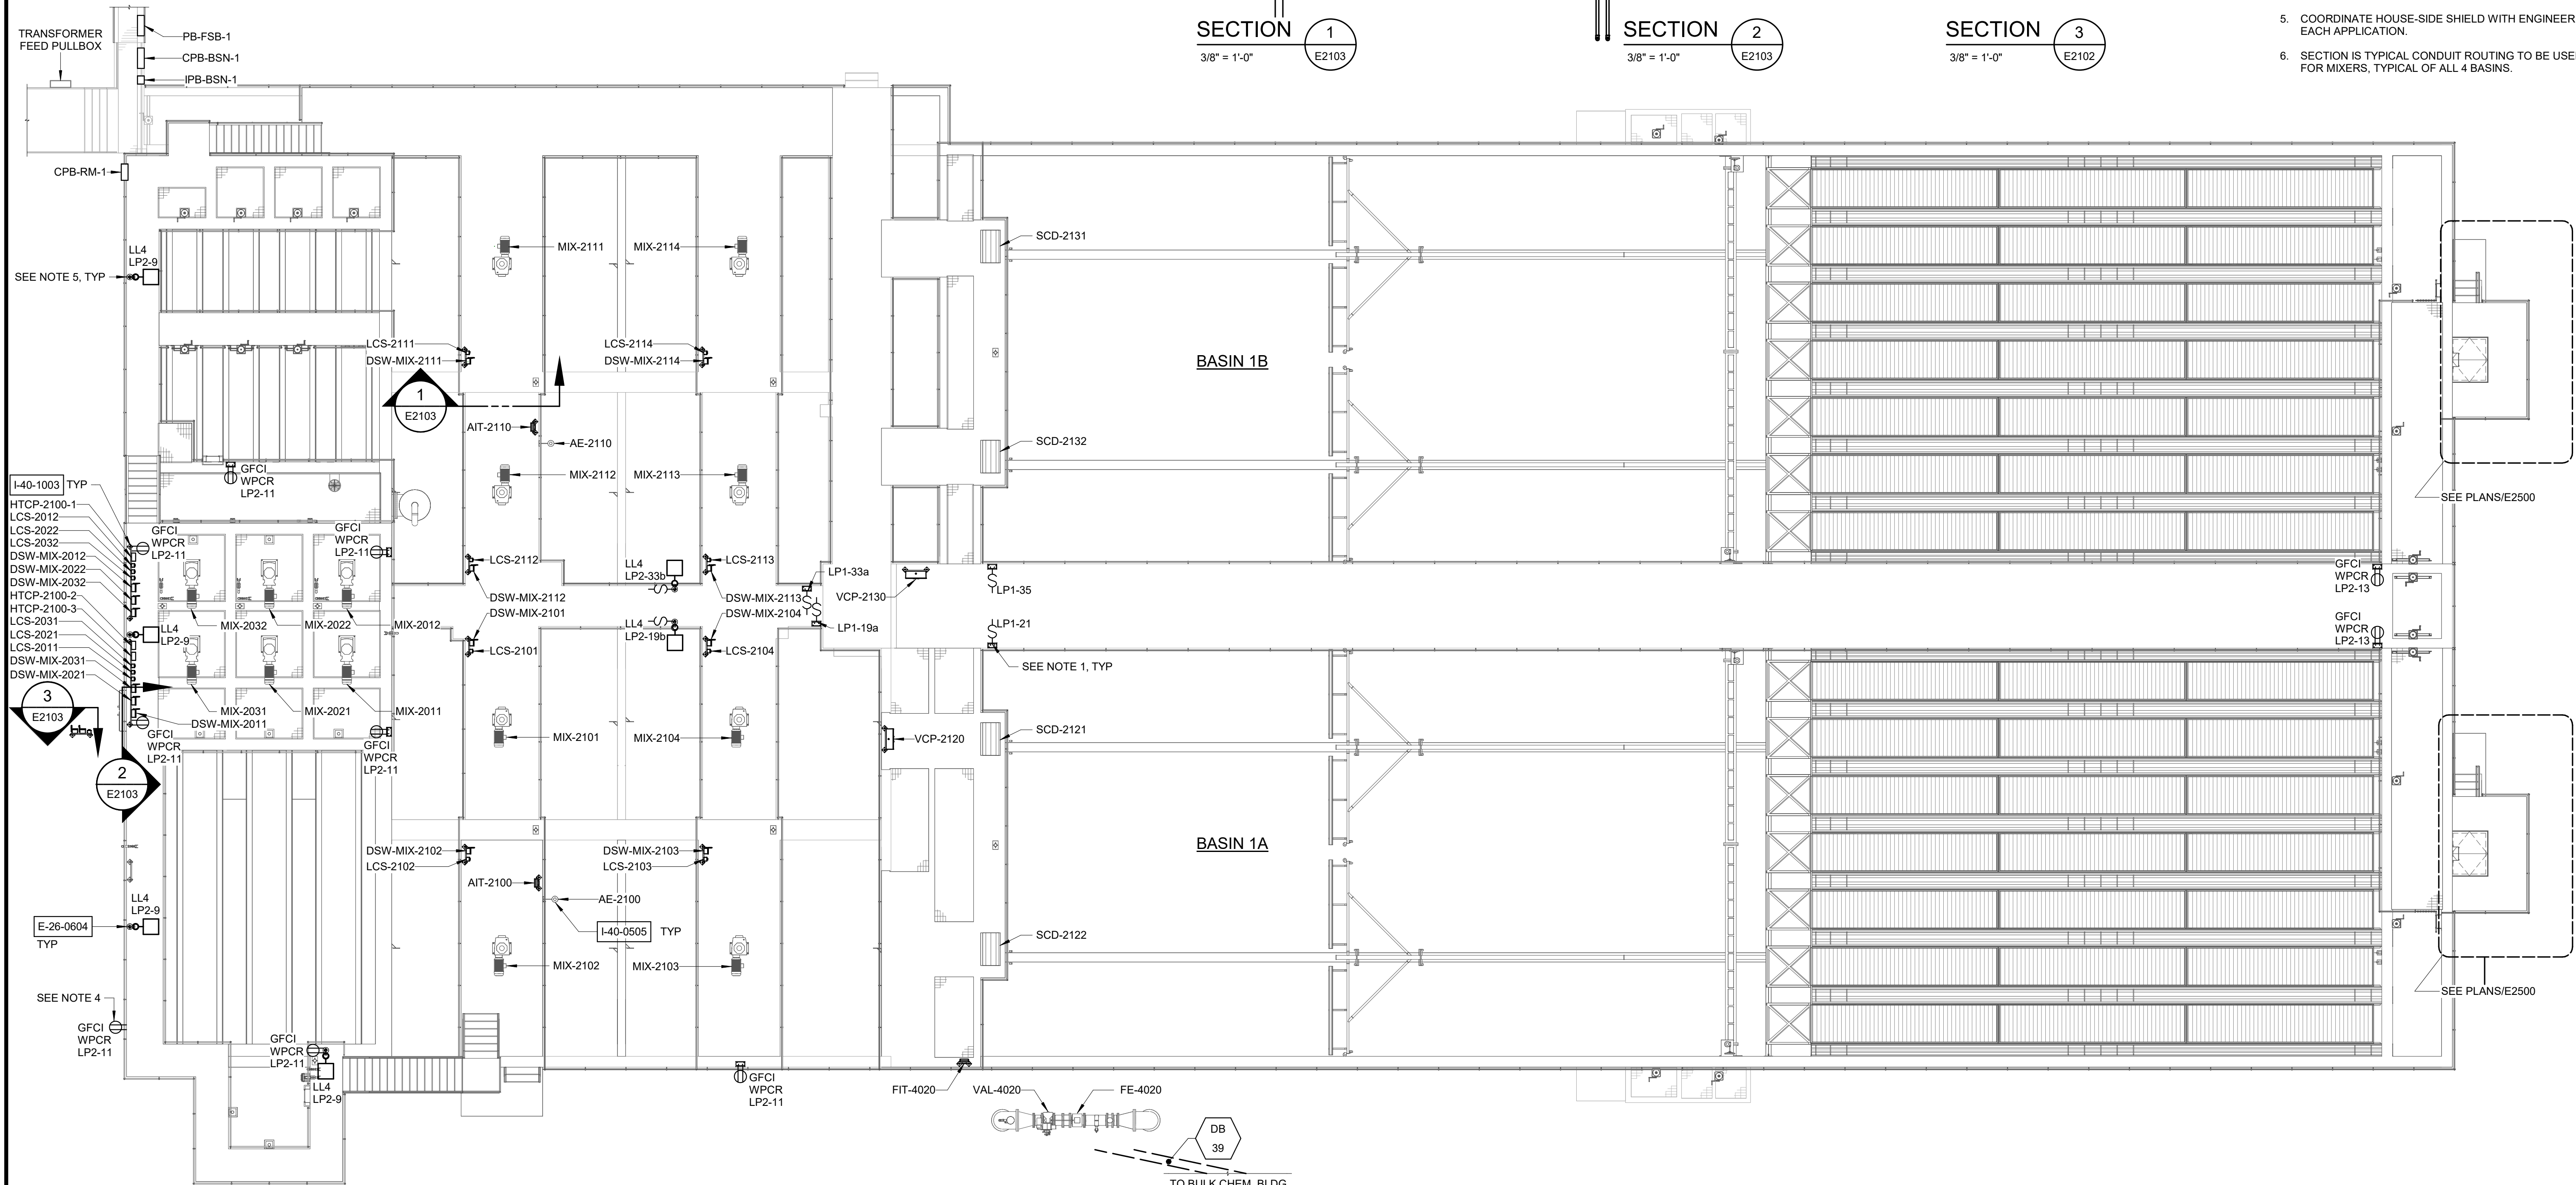 SECTION
1
E2103
3/8" = 1'-0"
SECTION
2
E2103
3/8" = 1'-0"
SECTION
3
E2102
3/8" = 1'-0"
5. COORDINATE HOUSE-SIDE SHIELD WITH ENGINEER
EACH APPLICATION.
6. SECTION IS TYPICAL CONDUIT ROUTING TO BE USE
FOR MIXERS, TYPICAL OF ALL 4 BASINS.
TRANSFORMER
FEED PULLBOX
PB-FSB-1
CPB-BSN-1
IPB-BSN-1
CPB-RM-1
LL4
LP2-9
SEE NOTE 5, TYP
MIX-2111
MIX-2114
SCD-2131
LCS-2111
DSW-MIX-2111
LCS-2114
DSW-MIX-2114
BASIN 1B
1
E2103
AIT-2110
AE-2110
SCD-2132
MIX-2112
MIX-2113
GFCI
WPCR
LP2-11
SEE PLANS/E2500
I-40-1003 TYP
HTCP-2100-1
LCS-2012
LCS-2022
LCS-2032
DSW-MIX-2012
DSW-MIX-2022
DSW-MIX-2032
HTCP-2100-2
HTCP-2100-3
LCS-2031
LCS-2021
LCS-2011
DSW-MIX-2031
DSW-MIX-2021
GFCI
WPCR
LP2-11
GFCI
WPCR
LP2-11
LCS-2112
LL4
LP2-33b
LCS-2113
LP1-33a
DSW-MIX-2112
DSW-MIX-2113
VCP-2130
LP1-35
GFCI
WPCR
LP2-13
DSW-MIX-2101
DSW-MIX-2104
MIX-2032
MIX-2022
MIX-2012
LL4
LP2-9
LL4
LP2-19b
LP1-19a
LP1-21
GFCI
WPCR
LP2-13
LCS-2101
LCS-2104
SEE NOTE 1, TYP
3
E2103
MIX-2031
MIX-2021
MIX-2011
DSW-MIX-2011
GFCI
WPCR
LP2-11
GFCI
WPCR
LP2-11
MIX-2101
MIX-2104
VCP-2120
SCD-2121
2
E2103
BASIN 1A
DSW-MIX-2102
LCS-2102
DSW-MIX-2103
LCS-2103
AIT-2100
AE-2100
I-40-0505 TYP
LL4
LP2-9
E-26-0604
TYP
SCD-2122
MIX-2102
MIX-2103
SEE PLANS/E2500
SEE NOTE 4
GFCI
WPCR
LP2-11
GFCI
WPCR
LP2-11
LL4
LP2-9
GFCI
WPCR
LP2-11
FIT-4020
VAL-4020
FE-4020
DB
39
TO BULK CHEM. BLDG